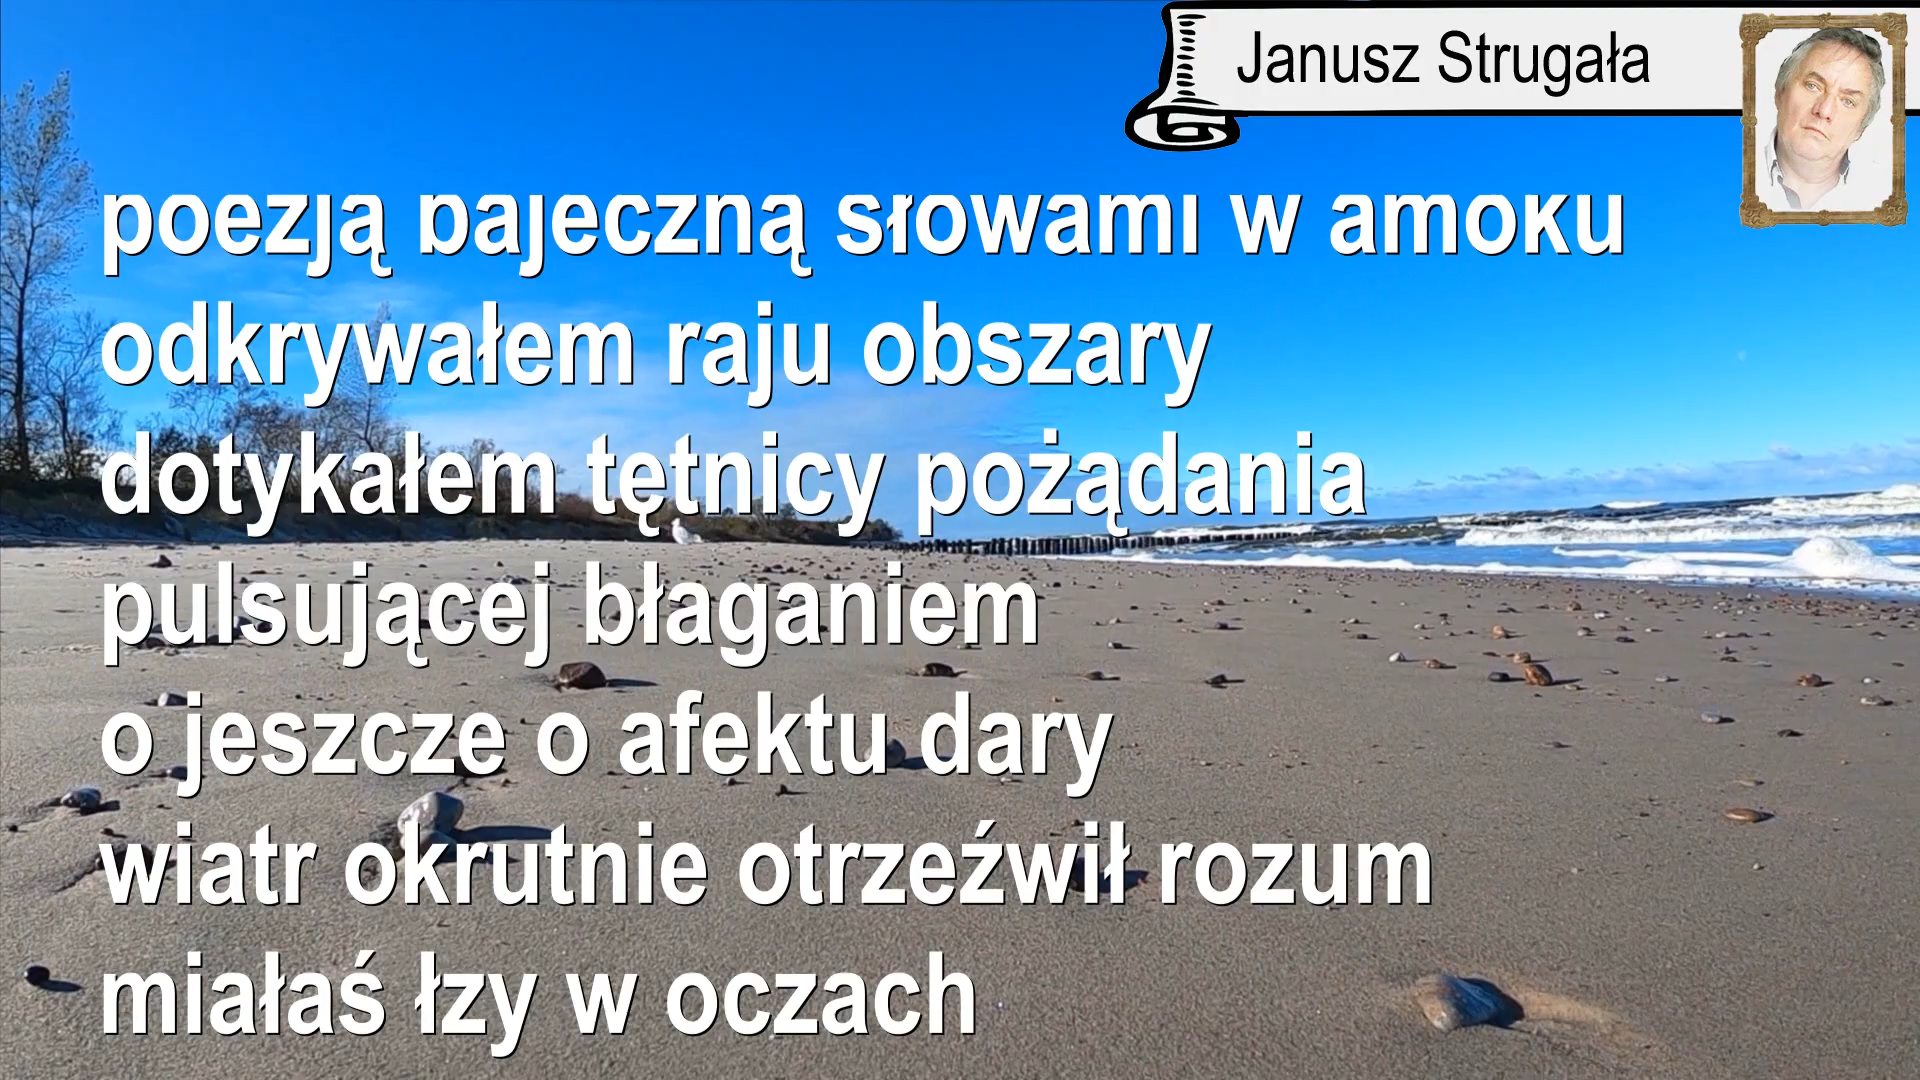 Janusz Strugała
poezją bajeczną słowami w amoku
odkrywałem raju obszary
dotykałem tętnicy pożądania
pulsującej błaganiem
o jeszcze o afektu dary
wiatr okrutnie otrzeźwił rozum
miałaś łzy w oczach